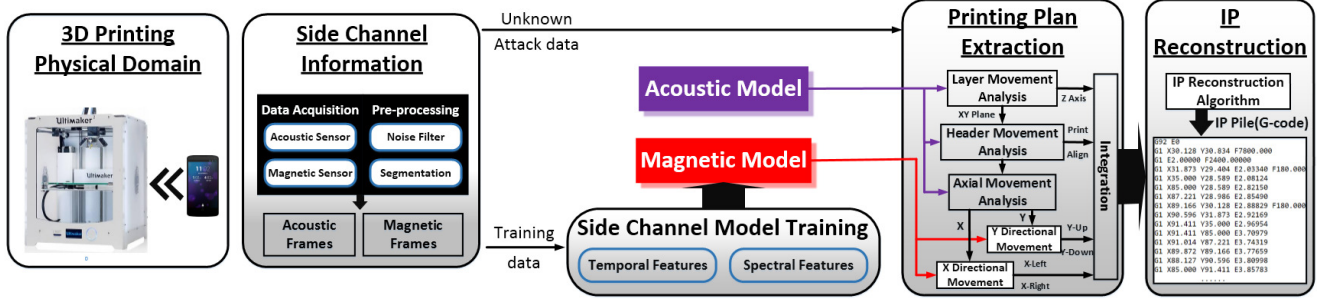 3D Printing
Physical Domain
Ultimaker
Ultimaker
Side Channel
Information
Data Acquisition
Pre-processing
Acoustic Sensor
Noise Filter
Magnetic Sensor
Segmentation
Acoustic
Frames
Magnetic
Frames
Unknown
Attack data
Training
data
Acoustic Model
Magnetic Model
Side Channel Model Training
Temporal Features
Spectral Features
Printing Plan
Extraction
Layer Movement
Analysis
Z Axis
XY Plane
Header Movement
Analysis
Print
Align
Axial Movement
Analysis
X
Y
Y Directional
Movement
Y-Up
Y-Down
X Directional
Movement
X-Left
X-Right
Integration
IP
Reconstruction
IP Reconstruction
Algorithm
IP Pile(G-code)
G92 E0
G1 X30.128 Y30.834 F7800.000
G1 E2.00000 F2400.00000
G1 X31.873 Y29.404 E2.03340 F180.000
G1 X35.000 Y28.589 E2.08124
G1 X85.000 Y28.589 E2.82150
G1 X87.221 Y28.986 E2.85490
G1 X89.166 Y30.128 E2.88829 F180.000
G1 X90.596 Y31.873 E2.92169
G1 X91.411 Y35.000 E2.96954
G1 X91.411 Y85.000 E3.70979
G1 X91.014 Y87.221 E3.74319
G1 X89.872 Y89.166 E3.77659
G1 X88.127 Y90.596 E3.80998
G1 X85.000 Y91.411 E3.85783
......